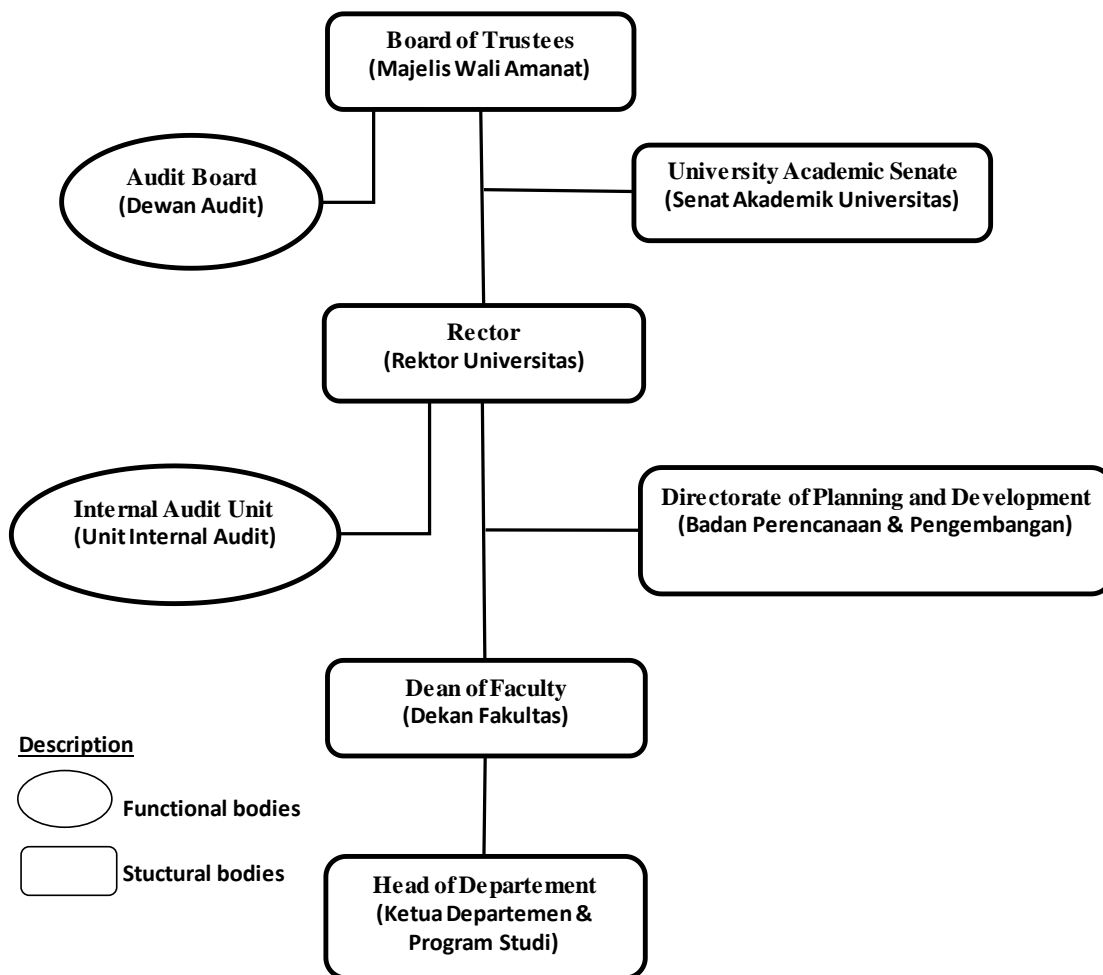 Board of Trustees
(Majelis Wali Amanat)
Audit Board
(Dewan Audit)
University Academic Senate
(Senat Akademik Universitas)
Rector
(Rektor Universitas)
Internal Audit Unit
(Unit Internal Audit)
Directorate of Planning and Development
(Badan Perencanaan & Pengembangan)
Dean of Faculty
(Dekan Fakultas)
Description
Functional bodies
Stuctural bodies
Head of Departement
(Ketua Departemen &
Program Studi)